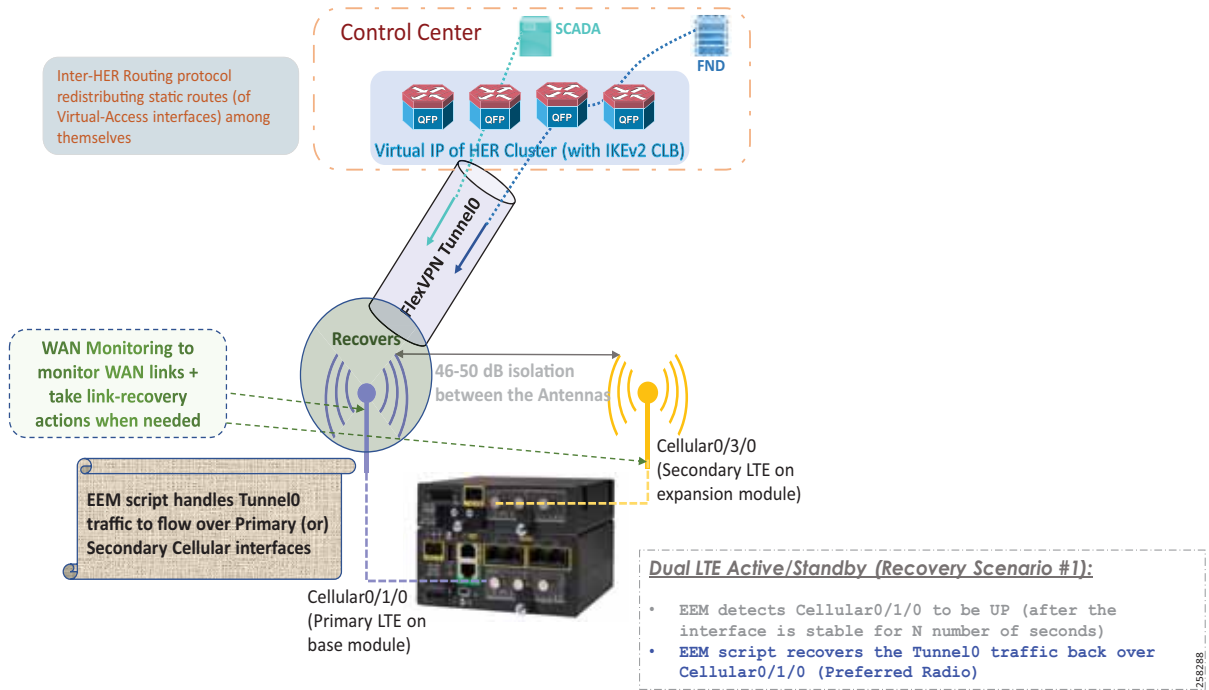 Control Center
SCADA
FND
Inter-HER Routing protocol
redistributing static routes (of
Virtual-Access interfaces) among
themselves
QFP
QFP
QFP
QFP
Virtual IP of HER Cluster (with IKEv2 CLB)
FlexVPN Tunnel0
Recovers
WAN Monitoring to
monitor WAN links +
take link-recovery
actions when needed
46-50 dB isolation
between the Antennas
Cellular0/3/0
(Secondary LTE on
expansion module)
EEM script handles Tunnel0
traffic to flow over Primary (or)
Secondary Cellular interfaces
Cellular0/1/0
(Primary LTE on
base module)
Dual LTE Active/Standby (Recovery Scenario #1):
• EEM detects Cellular0/1/0 to be UP (after the
interface is stable for N number of seconds)
• EEM script recovers the Tunnel0 traffic back over
Cellular0/1/0 (Preferred Radio)
258288